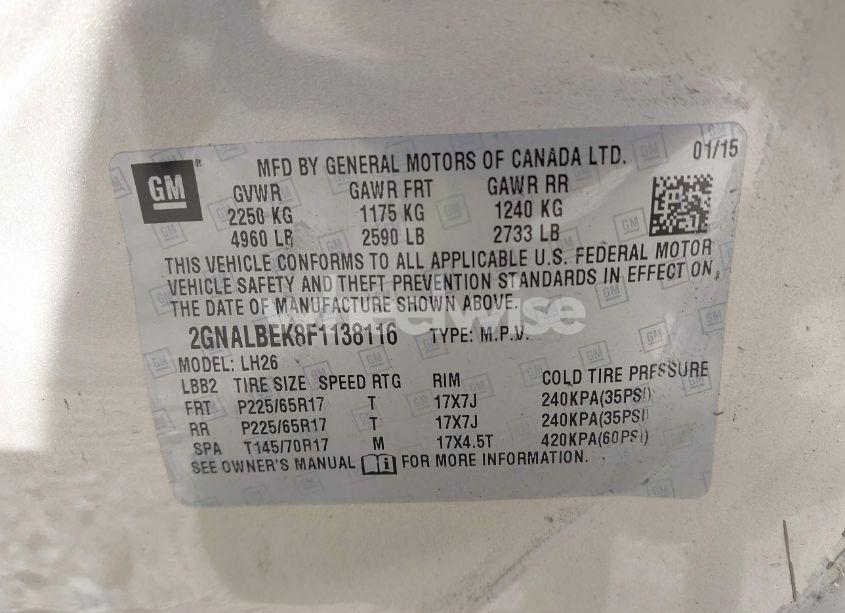 GM
MFD BY GENERAL MOTORS OF CANADA LTD. 01/15
GVWR GAWR FRT GAWR RR
2250 KG 1175 KG 1240 KG
4960 LB 2590 LB 2733 LB
THIS VEHICLE CONFORMS TO ALL APPLICABLE U.S. FEDERAL MOTOR
VEHICLE SAFETY AND THEFT PREVENTION STANDARDS IN EFFECT ON
THE DATE OF MANUFACTURE SHOWN ABOVE.
2GNALBEK8F1138116 TYPE: M.P.V.
MODEL: LH26
LBB2 TIRE SIZE SPEED RTG RIM COLD TIRE PRESSURE
FRT P225/65R17 T 17X7J 240KPA(35PSI)
RR P225/65R17 T 17X7J 240KPA(35PSI)
SPA T145/70R17 M 17X4.5T 420KPA(60PSI)
SEE OWNER'S MANUAL FOR MORE INFORMATION.